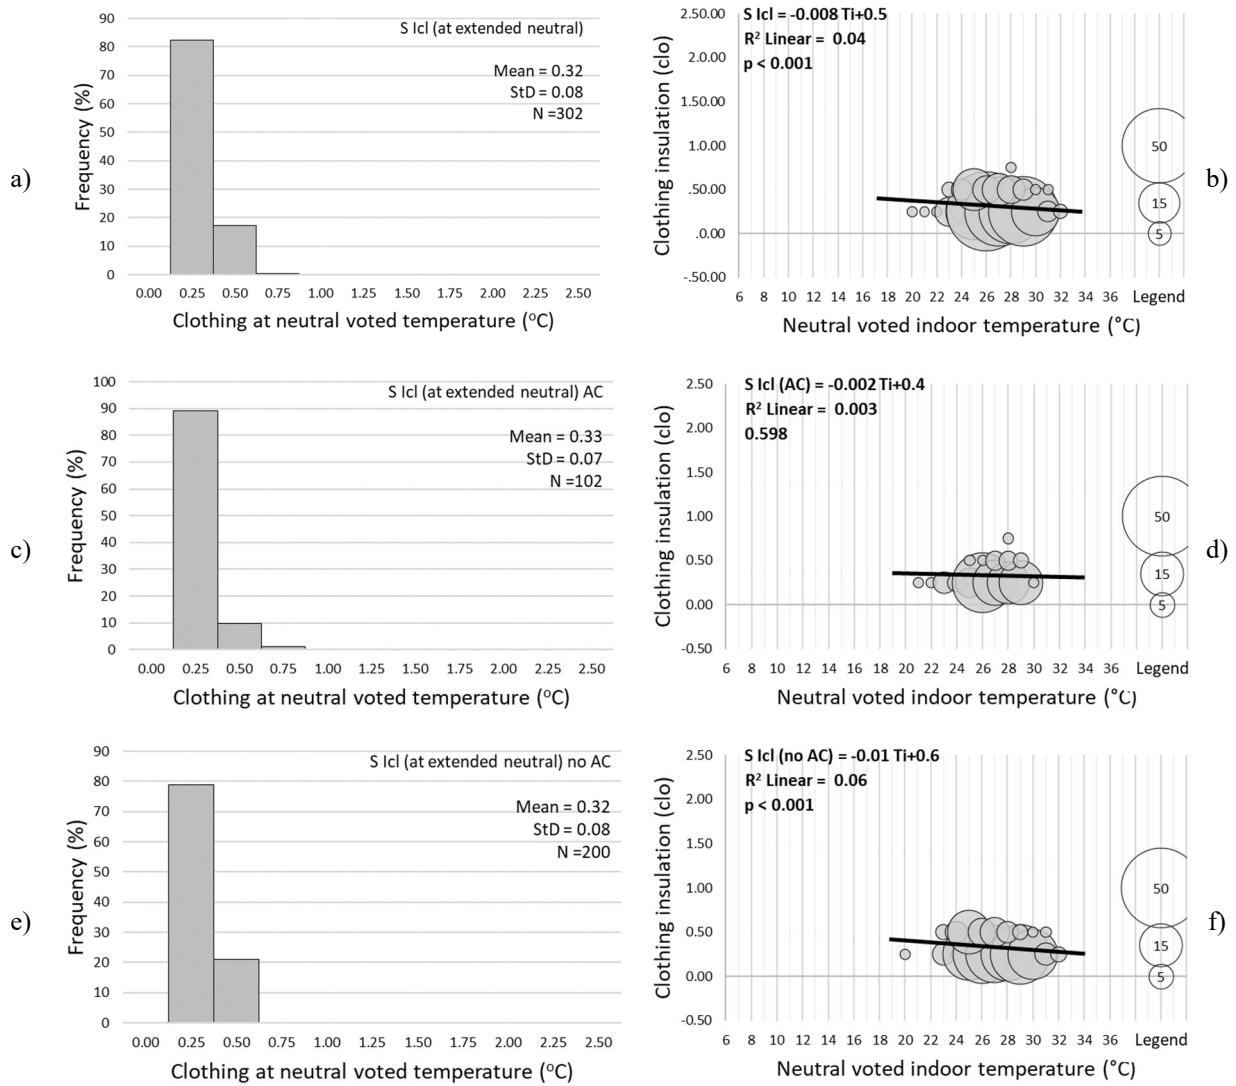 a)
S Icl (at extended neutral)
Mean = 0.32
StD = 0.08
N =302
Frequency (%)
90
80
70
60
50
40
30
20
10
0
0.00 0.25 0.50 0.75 1.00 1.25 1.50 1.75 2.00 2.25 2.50
Clothing at neutral voted temperature (°C)
b)
S Icl = -0.008 Ti+0.5
R² Linear = 0.04
p < 0.001
Clothing insulation (clo)
2.50.00
2.00.00
1.50.00
1.0.00
.50.00
.0.00
-.50.00
50
15
5
6 8 10 12 14 16 18 20 22 24 26 28 30 32 34 36 Legend
Neutral voted indoor temperature (°C)
c)
S Icl (at extended neutral) AC
Mean = 0.33
StD = 0.07
N =102
Frequency (%)
100
90
80
70
60
50
40
30
20
10
0
0.00 0.25 0.50 0.75 1.00 1.25 1.50 1.75 2.00 2.25 2.50
Clothing at neutral voted temperature (°C)
d)
S Icl (AC) = -0.002 Ti+0.4
R² Linear = 0.003
0.598
Clothing insulation (clo)
2.50
2.00
1.50
1.00
0.50
0.00
-0.50
50
15
5
6 8 10 12 14 16 18 20 22 24 26 28 30 32 34 36 Legend
Neutral voted indoor temperature (°C)
e)
S Icl (at extended neutral) no AC
Mean = 0.32
StD = 0.08
N =200
Frequency (%)
90
80
70
60
50
40
30
20
10
0
0.00 0.25 0.50 0.75 1.00 1.25 1.50 1.75 2.00 2.25 2.50
Clothing at neutral voted temperature (°C)
f)
S Icl (no AC) = -0.01 Ti+0.6
R² Linear = 0.06
p < 0.001
Clothing insulation (clo)
2.50
2.00
1.50
1.00
0.50
0.00
-0.50
50
15
5
6 8 10 12 14 16 18 20 22 24 26 28 30 32 34 36 Legend
Neutral voted indoor temperature (°C)